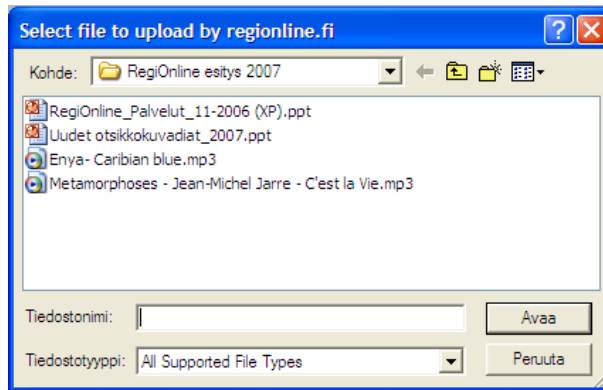 Select file to upload by regionline.fi
Kohde: RegiOnline esitys 2007
RegiOnline_Palvelut_11-2006 (XP).ppt
Uudet otsikkokuvadiat_2007.ppt
Enya- Caribian blue.mp3
Metamorphoses - Jean-Michel Jarre - C'est la Vie.mp3
Tiedostonimi: Avaa
Tiedostotyyppi: All Supported File Types Peruuta